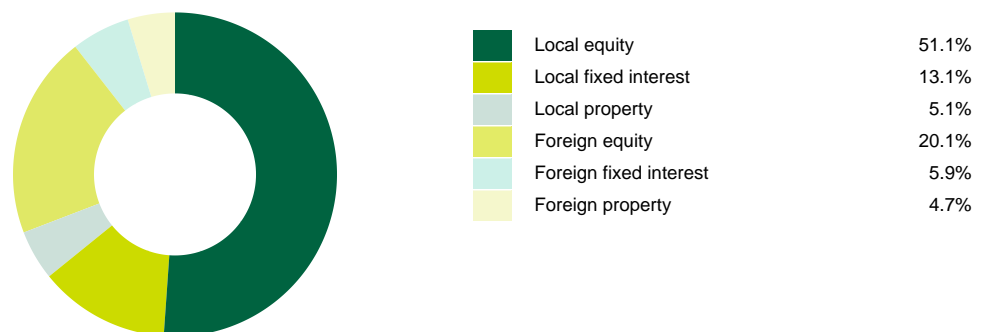 Local equity 51.1%
Local fixed interest 13.1%
Local property 5.1%
Foreign equity 20.1%
Foreign fixed interest 5.9%
Foreign property 4.7%